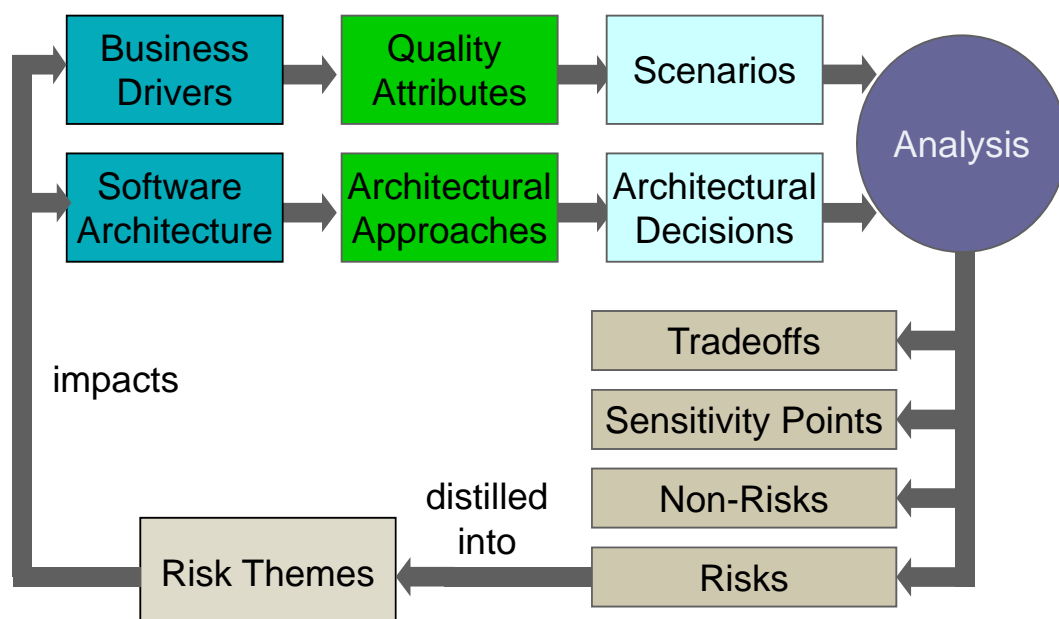 Business
Drivers
Quality
Attributes
Scenarios
Analysis
Software
Architecture
Architectural
Approaches
Architectural
Decisions
Tradeoffs
impacts
Sensitivity Points
distilled
into
Non-Risks
Risk Themes
Risks